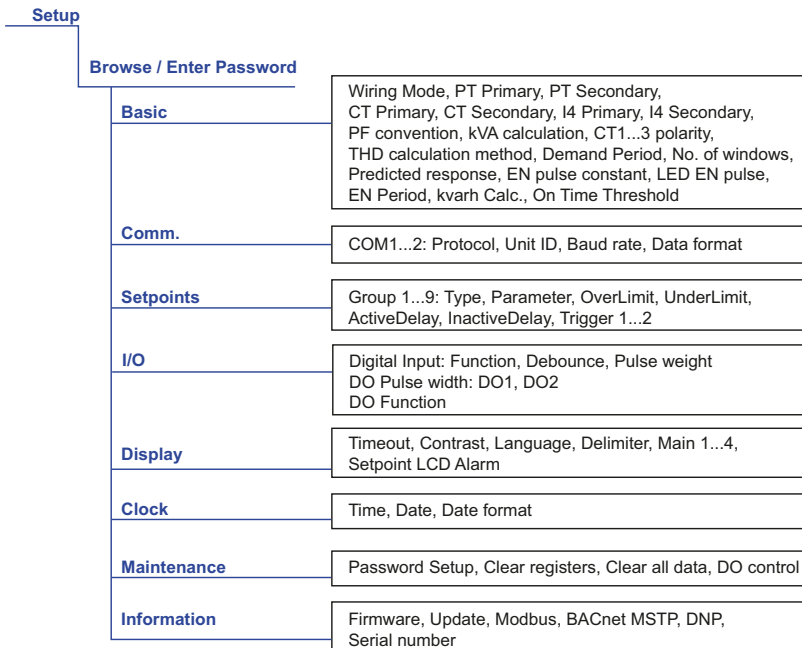 Setup
Browse / Enter Password
Basic
Wiring Mode, PT Primary, PT Secondary,
CT Primary, CT Secondary, I4 Primary, I4 Secondary,
PF convention, kVA calculation, CT1...3 polarity,
THD calculation method, Demand Period, No. of windows,
Predicted response, EN pulse constant, LED EN pulse,
EN Period, kvarh Calc., On Time Threshold
Comm.
COM1...2: Protocol, Unit ID, Baud rate, Data format
Setpoints
Group 1...9: Type, Parameter, OverLimit, UnderLimit,
ActiveDelay, InactiveDelay, Trigger 1...2
I/O
Digital Input: Function, Debounce, Pulse weight
DO Pulse width: DO1, DO2
DO Function
Display
Timeout, Contrast, Language, Delimiter, Main 1...4,
Setpoint LCD Alarm
Clock
Time, Date, Date format
Maintenance
Password Setup, Clear registers, Clear all data, DO control
Information
Firmware, Update, Modbus, BACnet MSTP, DNP,
Serial number